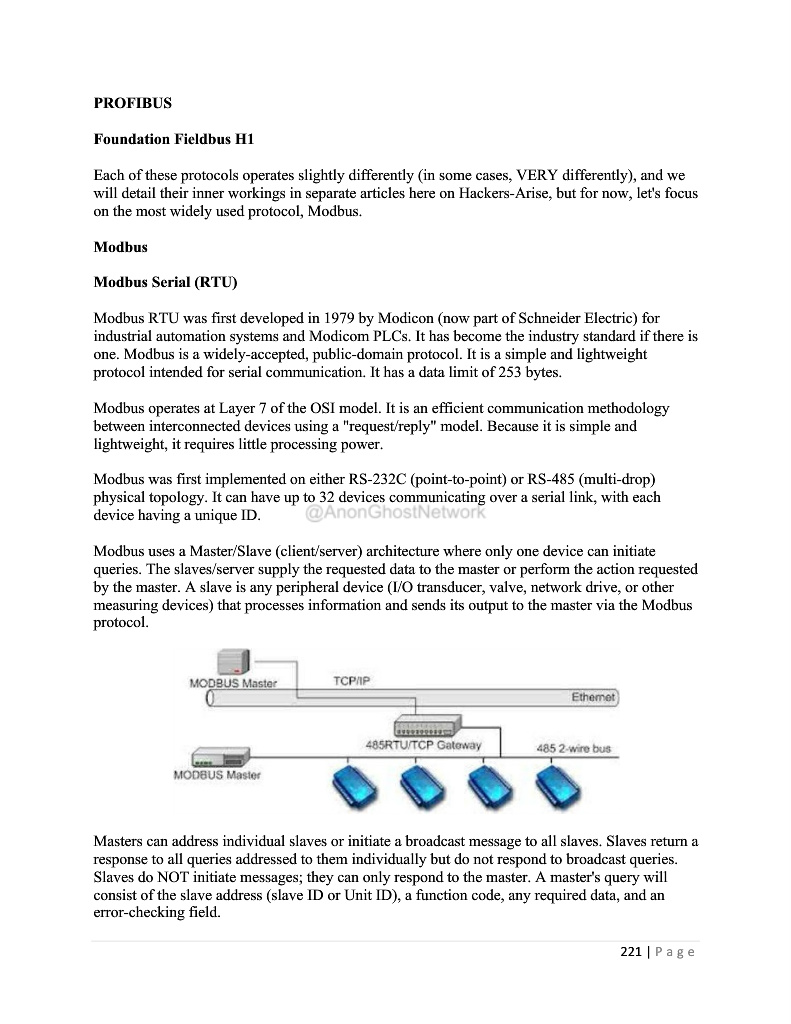 PROFIBUS
Foundation Fieldbus H1
Each of these protocols operates slightly differently (in some cases, VERY differently), and we
will detail their inner workings in separate articles here on Hackers-Arise, but for now, let's focus
on the most widely used protocol, Modbus.
Modbus
Modbus Serial (RTU)
Modbus RTU was first developed in 1979 by Modicon (now part of Schneider Electric) for
industrial automation systems and Modicom PLCs. It has become the industry standard if there is
one. Modbus is a widely-accepted, public-domain protocol. It is a simple and lightweight
protocol intended for serial communication. It has a data limit of 253 bytes.
Modbus operates at Layer 7 of the OSI model. It is an efficient communication methodology
between interconnected devices using a "request/reply" model. Because it is simple and
lightweight, it requires little processing power.
Modbus was first implemented on either RS-232C (point-to-point) or RS-485 (multi-drop)
physical topology. It can have up to 32 devices communicating over a serial link, with each
device having a unique ID.
@AnonGhostNetwork
Modbus uses a Master/Slave (client/server) architecture where only one device can initiate
queries. The slaves/server supply the requested data to the master or perform the action requested
by the master. A slave is any peripheral device (I/O transducer, valve, network drive, or other
measuring devices) that processes information and sends its output to the master via the Modbus
protocol.
MODBUS Master
TCP/IP
Ethernet
485RTU/TCP Gateway
485 2-wire bus
MODBUS Master
Masters can address individual slaves or initiate a broadcast message to all slaves. Slaves return a
response to all queries addressed to them individually but do not respond to broadcast queries.
Slaves do NOT initiate messages; they can only respond to the master. A master's query will
consist of the slave address (slave ID or Unit ID), a function code, any required data, and an
error-checking field.
221 | Page